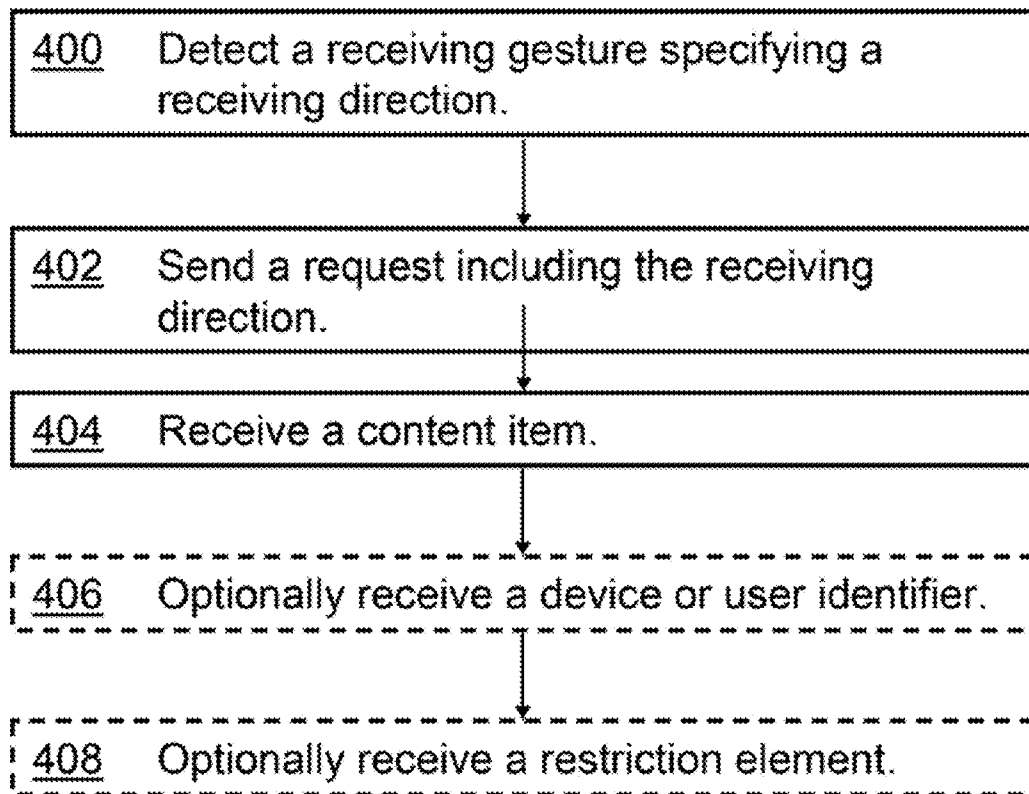 400 Detect a receiving gesture specifying a
receiving direction.
402 Send a request including the receiving
direction.
404 Receive a content item.
406 Optionally receive a device or user identifier.
408 Optionally receive a restriction element.